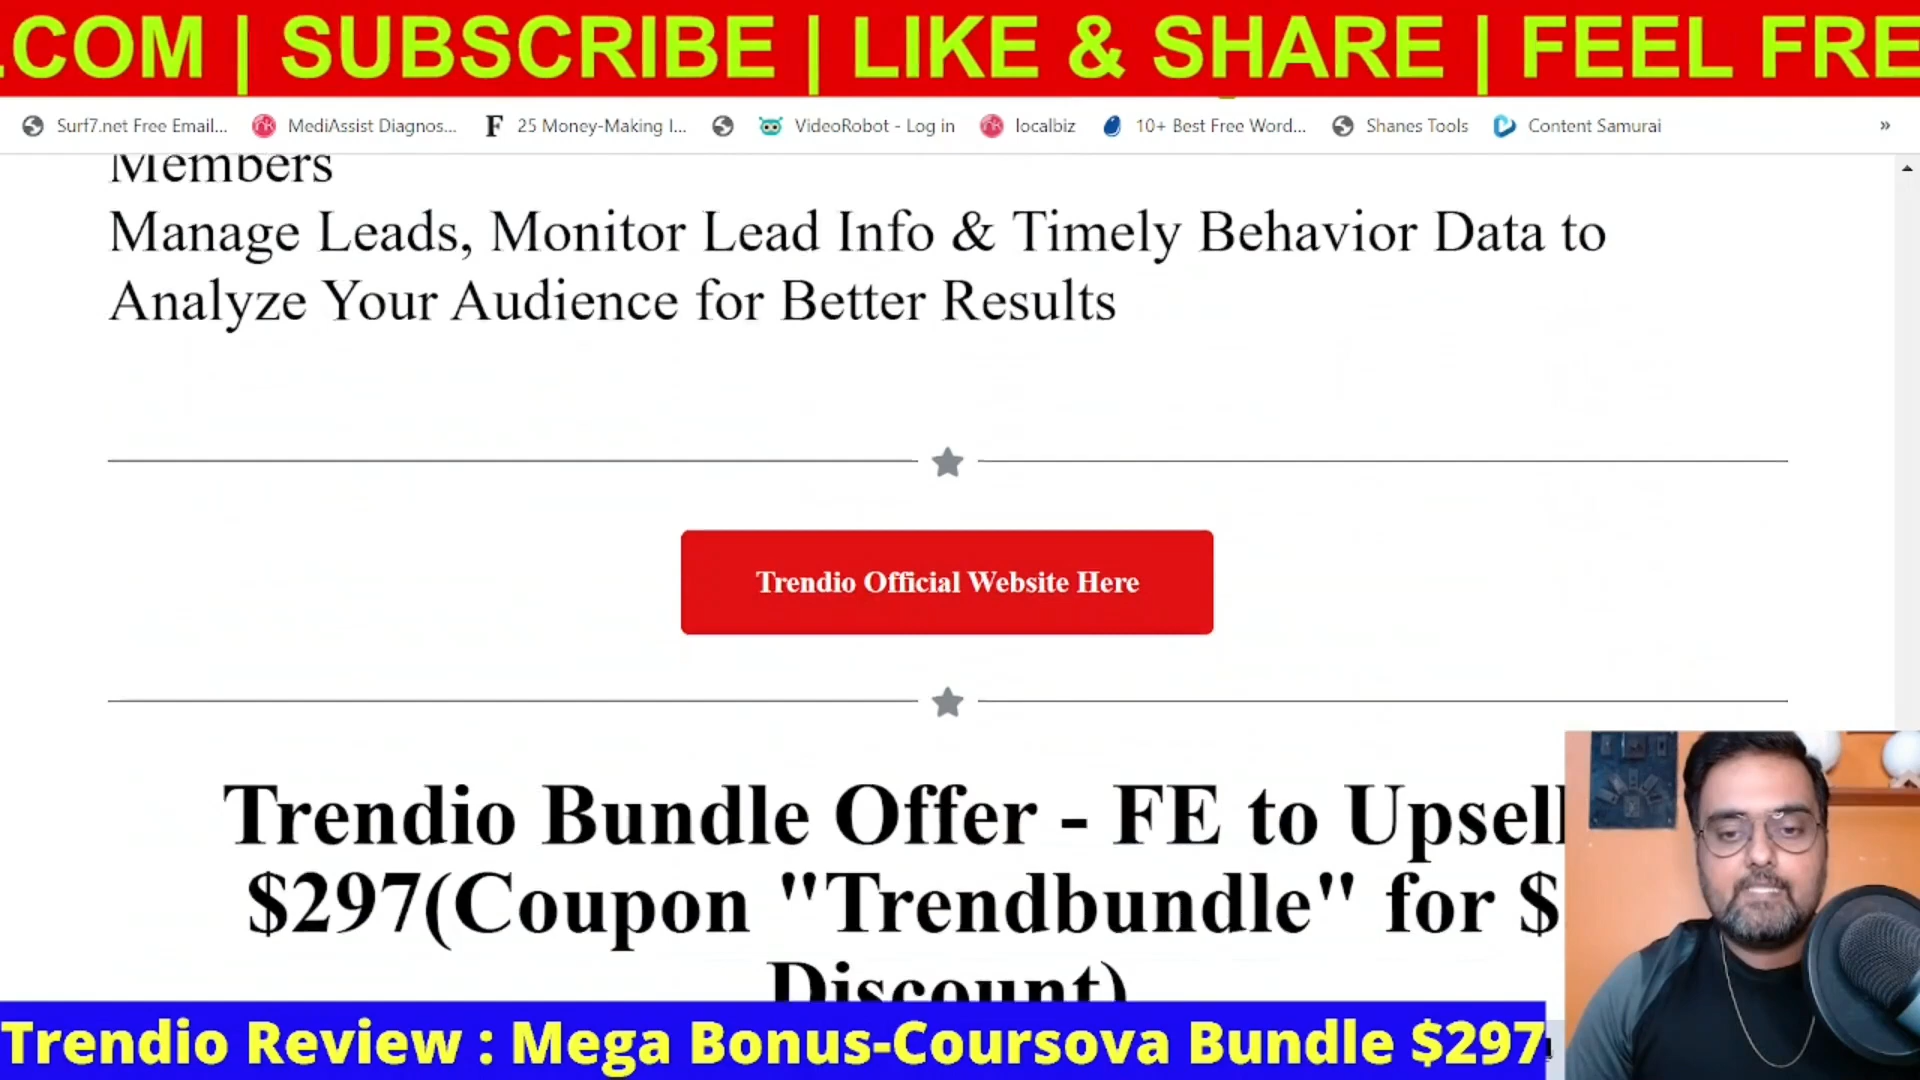 .COM | SUBSCRIBE | LIKE & SHARE | FEEL FRE
Surf7.net Free Email... MediAssist Diagnos... F 25 Money-Making I... VideoRobot - Log in localbiz 10+ Best Free Word... Shanes Tools Content Samurai »
Members
Manage Leads, Monitor Lead Info & Timely Behavior Data to
Analyze Your Audience for Better Results
Trendio Official Website Here
Trendio Bundle Offer - FE to Upsell
$297(Coupon "Trendbundle" for $
Discount)
Trendio Review : Mega Bonus-Coursova Bundle $297